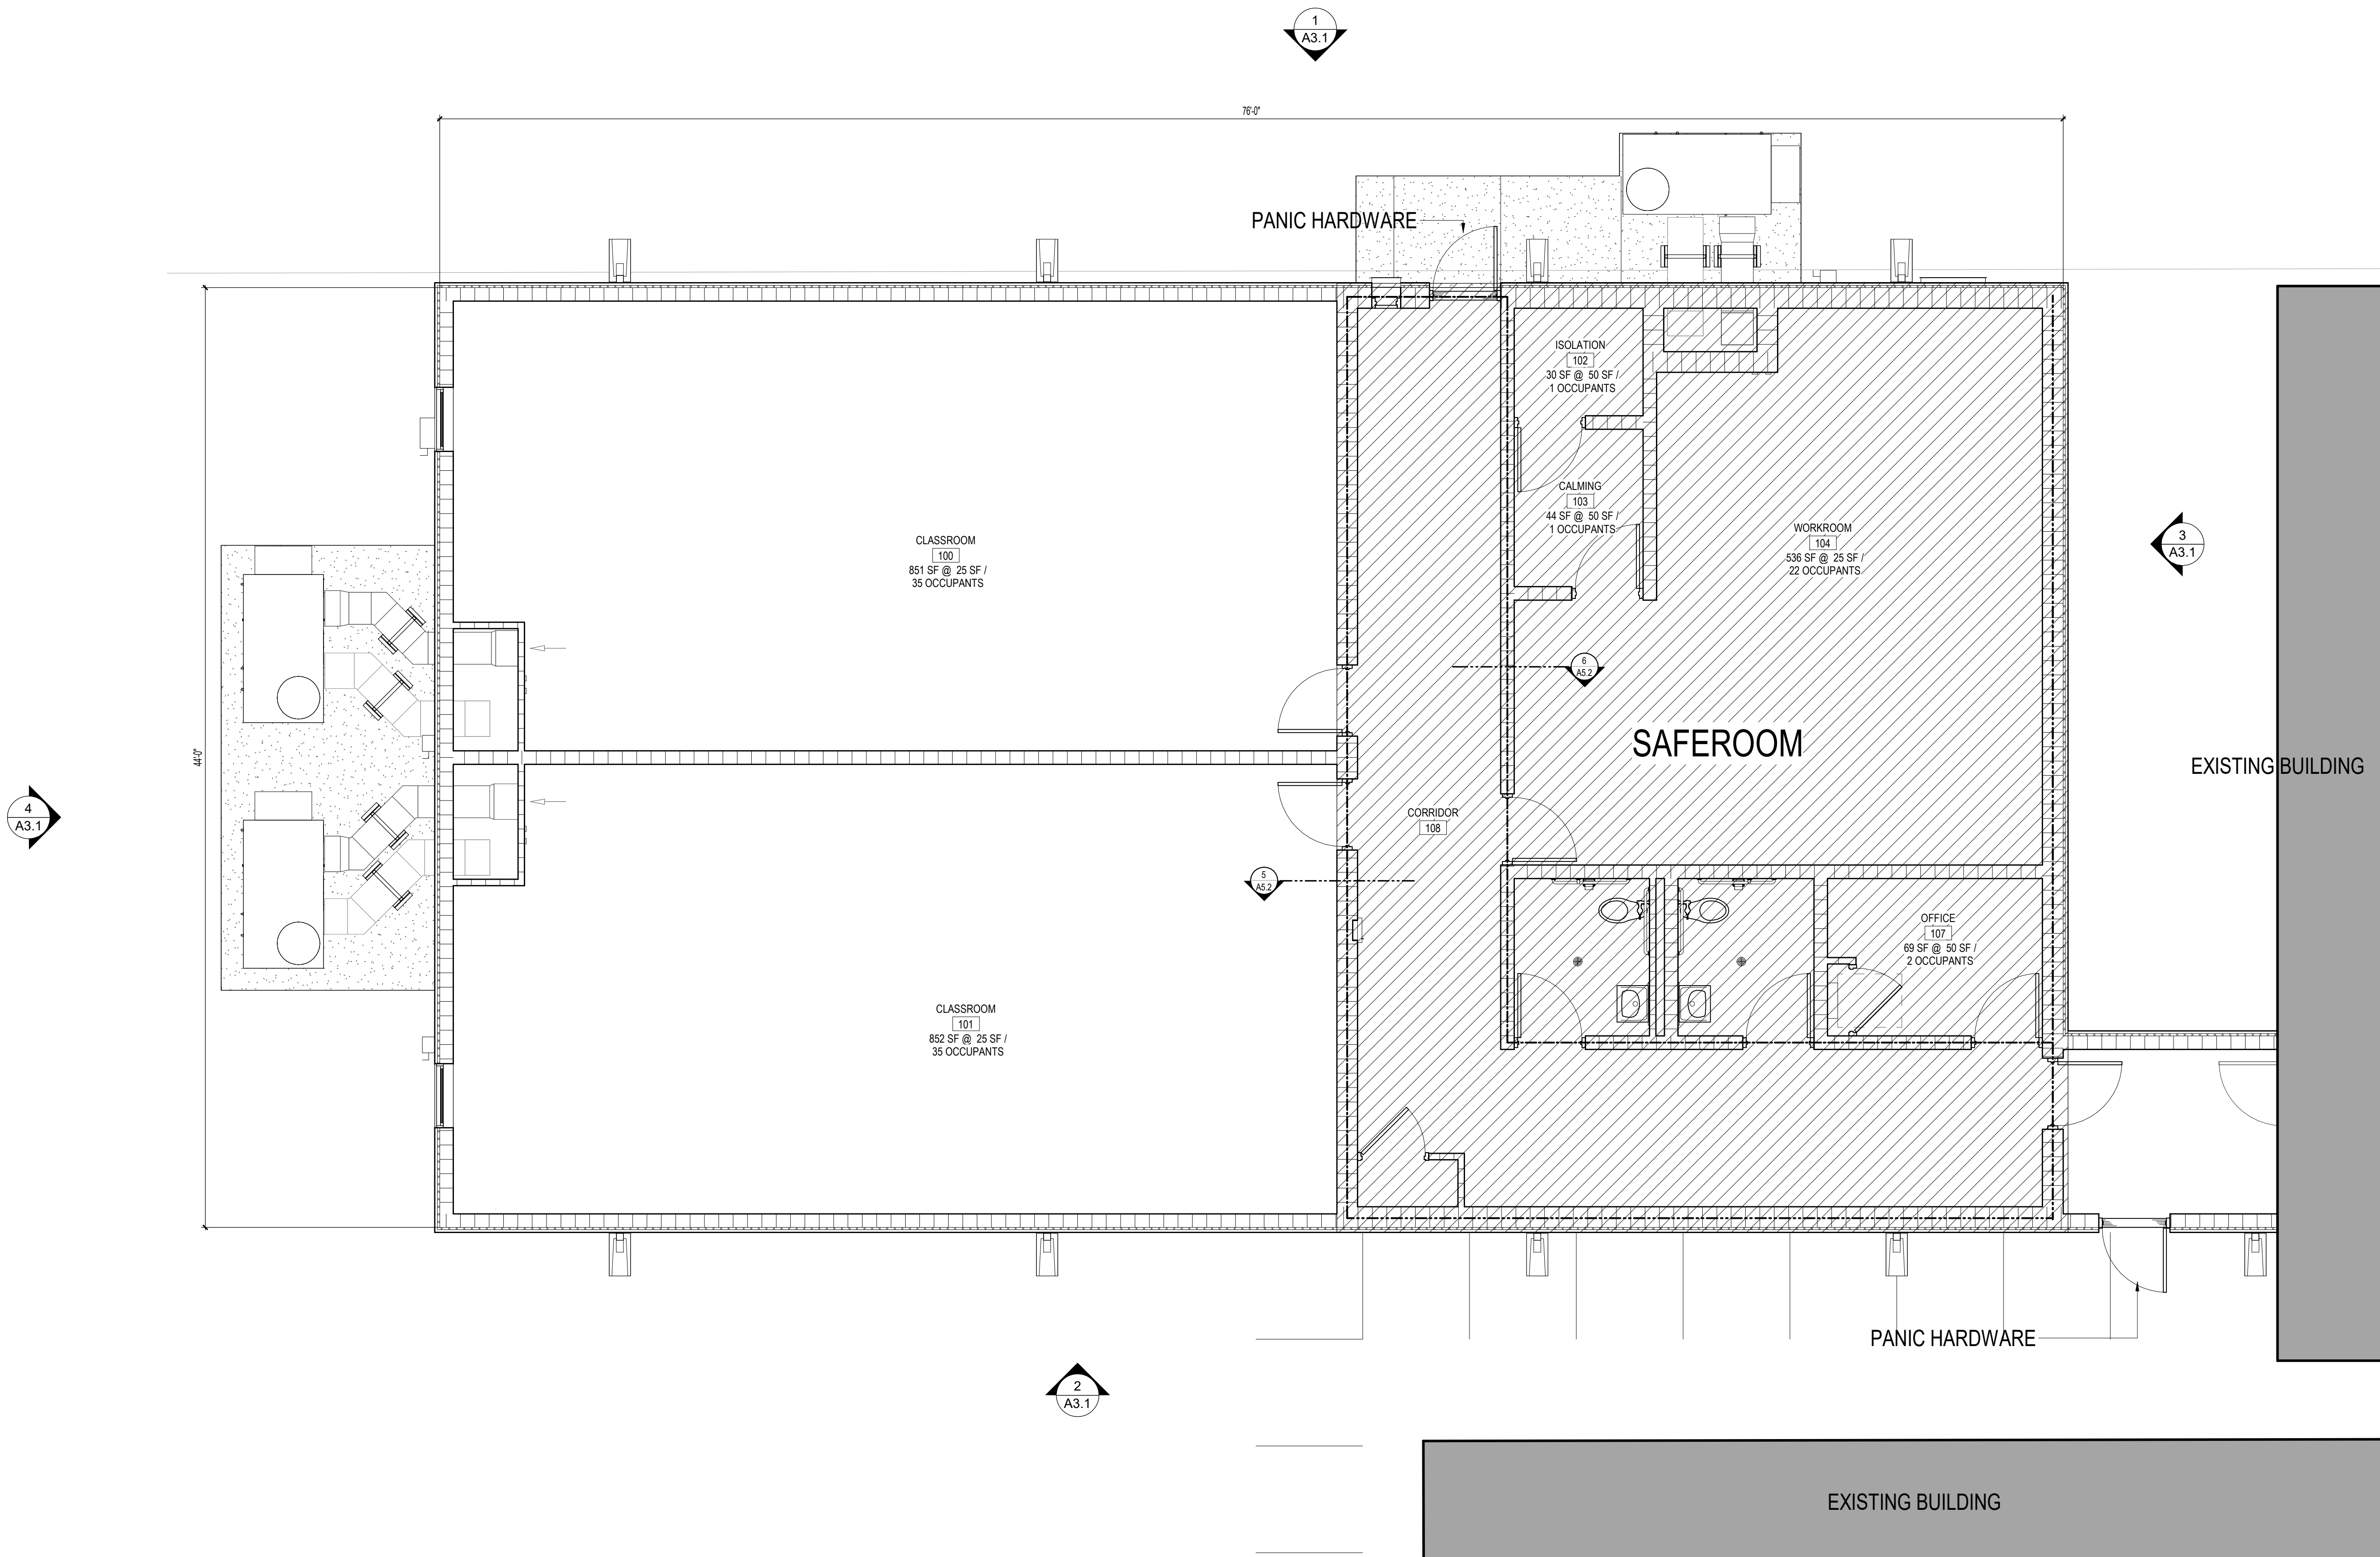 1
A3.1
76'-0"
PANIC HARDWARE
ISOLATION
102
30 SF @ 50 SF /
1 OCCUPANTS
CALMING
103
44 SF @ 50 SF /
1 OCCUPANTS
WORKROOM
104
536 SF @ 25 SF /
22 OCCUPANTS
3
A3.1
CLASSROOM
100
851 SF @ 25 SF /
35 OCCUPANTS
6
A5.2
SAFEROOM
44'-0"
EXISTING BUILDING
4
A3.1
CORRIDOR
108
5
A5.2
OFFICE
107
69 SF @ 50 SF /
2 OCCUPANTS
CLASSROOM
101
852 SF @ 25 SF /
35 OCCUPANTS
PANIC HARDWARE
2
A3.1
EXISTING BUILDING